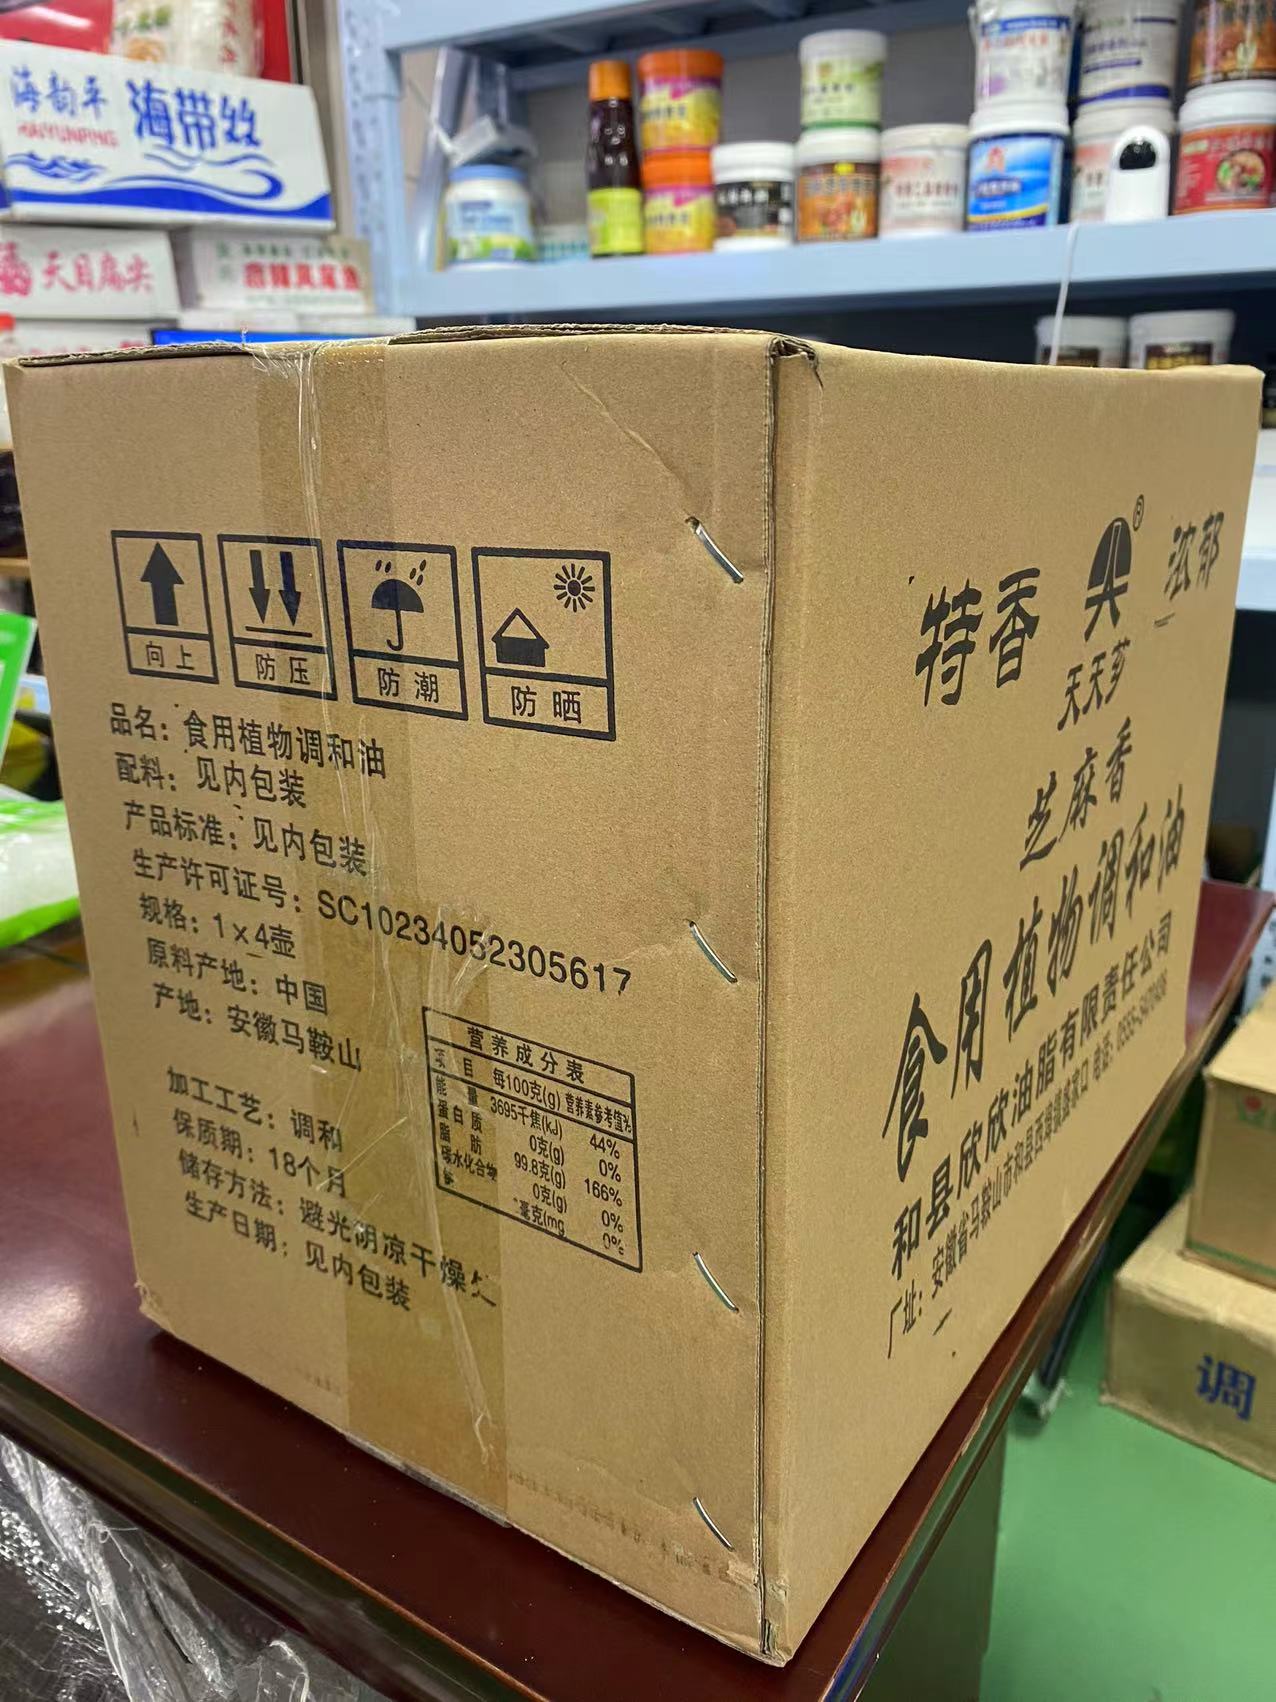 海韵平
HAIYUNPING
海带丝
天目扁尖
向上
防压
防潮
防晒
品名：食用植物调和油
配料：见内包装
产品标准：见内包装
生产许可证号：SC10234052305617
规格：1×4壶
原料产地：中国
产地：安徽马鞍山
加工工艺：调和
保质期：18个月
储存方法：避光阴凉干燥处
生产日期：见内包装
营养成分表
项目 每100克(g) 营养素参考值%
能量 3695千焦(kJ) 44%
蛋白质 0克(g) 0%
脂肪 99.8克(g) 166%
碳水化合物 0克(g) 0%
毫克(mg 0%
特香
®
浓郁
天天芗
芝麻香
食用植物调和油
和县欣欣油脂有限责任公司
厂址：安徽省马鞍山市和县西埠镇盛家口 电话：0555-
调